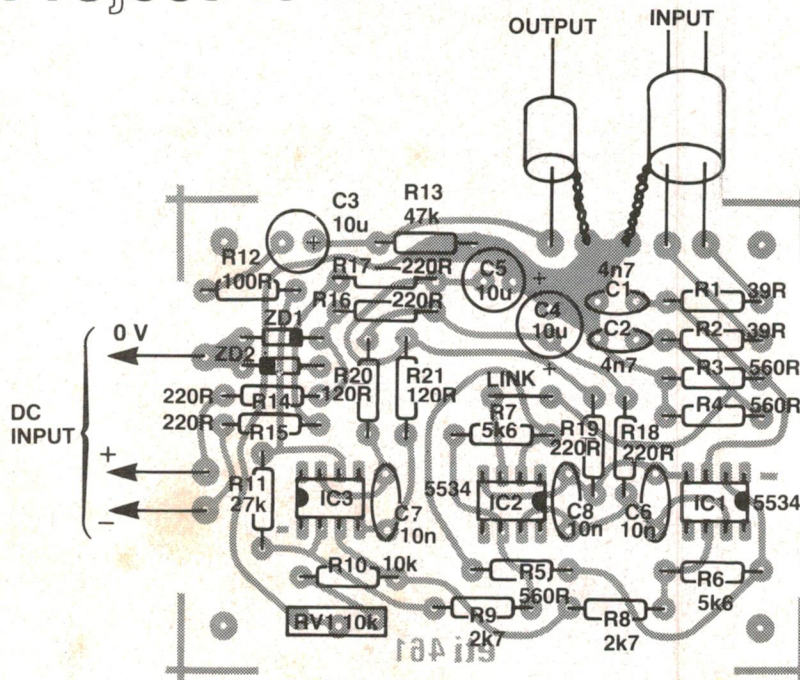 OUTPUT
INPUT
C3
10u
R13
47k
R12
100R
R17
220R
C5
10u
4n7
C1
R1
39R
R16
220R
C4
10u
ZD1
0 V
C2
R2
39R
4n7
ZD2
R3
560R
R20
120R
R21
120R
LINK
220R
R14
R4
560R
DC
INPUT
220R
R15
R7
5k6
R19
220R
R18
220R
+
R11
27k
IC3
C7
10n
5534
IC2
C8
10n
C6
10n
IC1
5534
–
R10
10k
R5
560R
R6
5k6
RV1 10k
R9
2k7
R8
2k7
eti 461